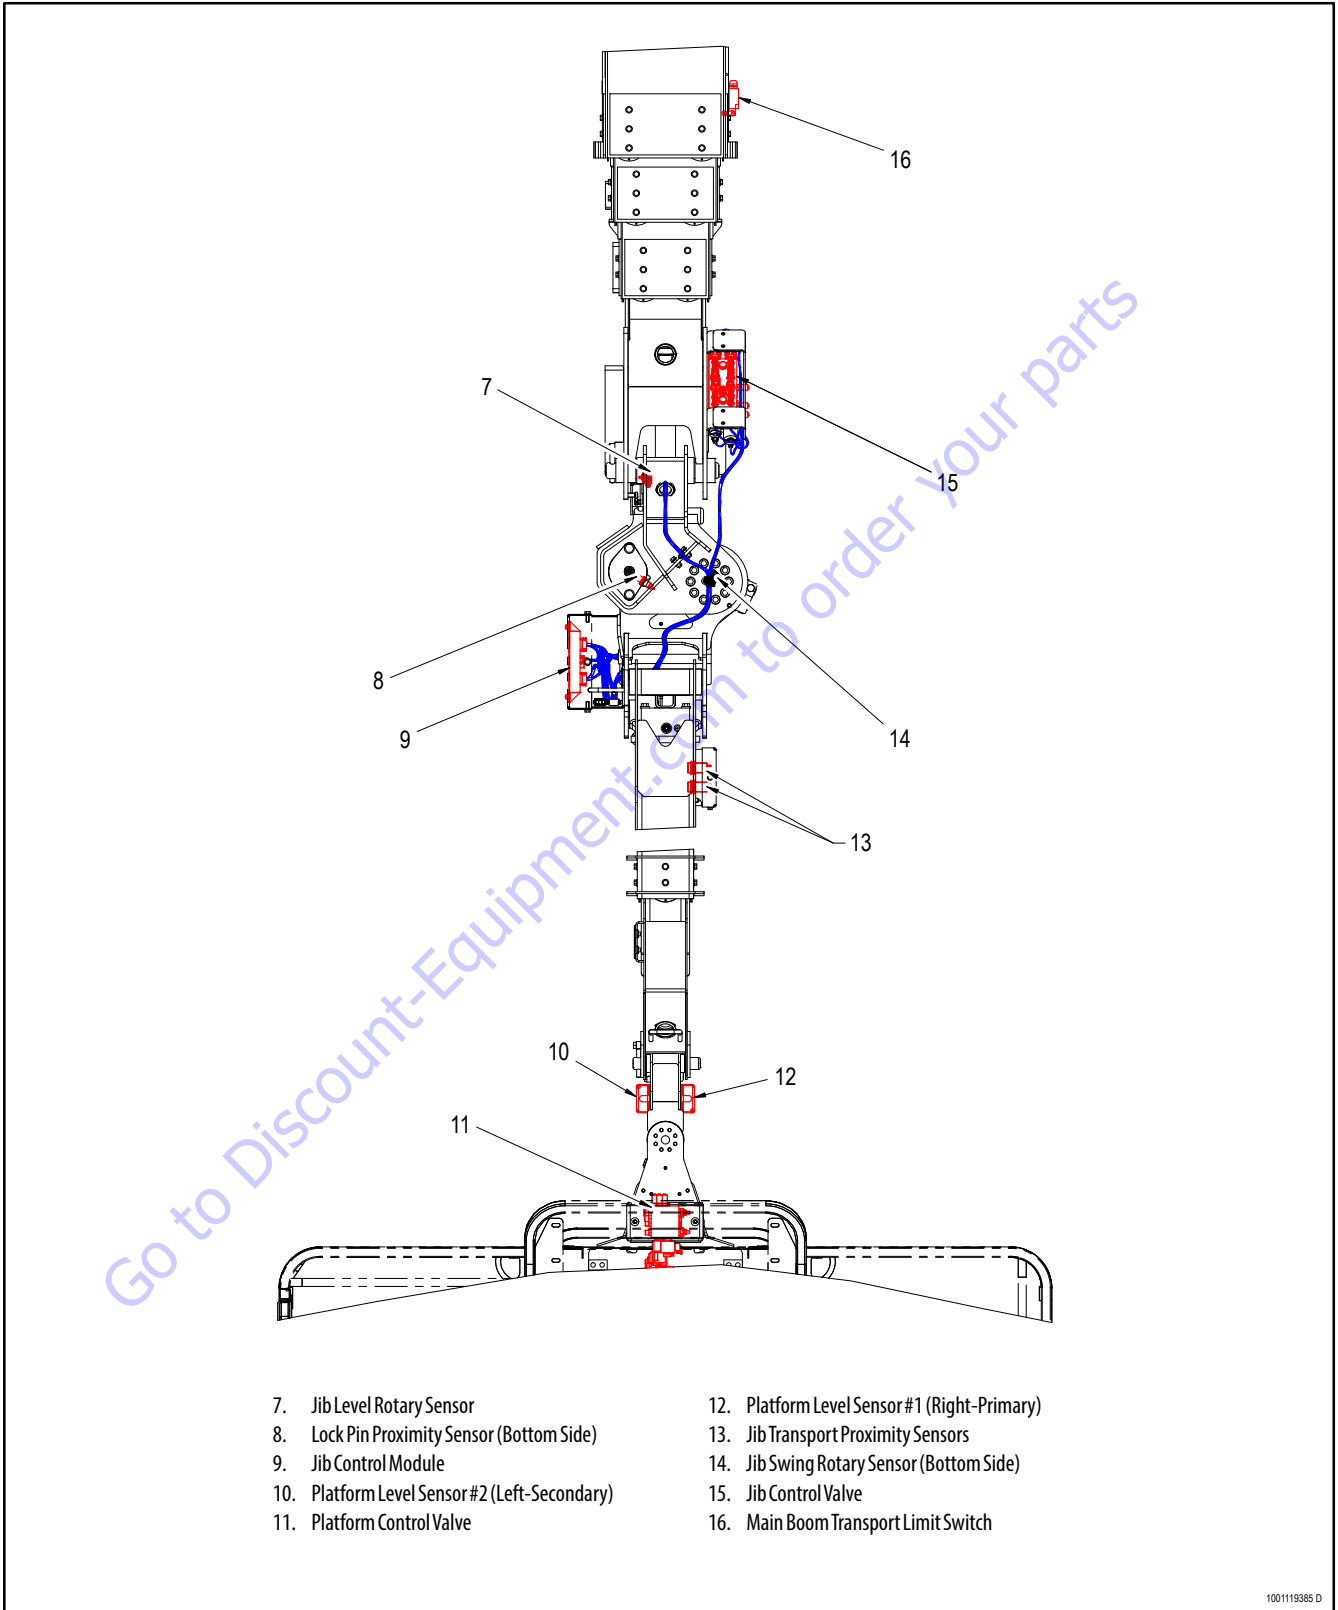 16
7
15
8
9
14
13
10
12
11
Go to Discount-Equipment.com to order your parts
7. Jib Level Rotary Sensor
8. Lock Pin Proximity Sensor (Bottom Side)
9. Jib Control Module
10. Platform Level Sensor #2 (Left-Secondary)
11. Platform Control Valve
12. Platform Level Sensor #1 (Right-Primary)
13. Jib Transport Proximity Sensors
14. Jib Swing Rotary Sensor (Bottom Side)
15. Jib Control Valve
16. Main Boom Transport Limit Switch
1001119385 D